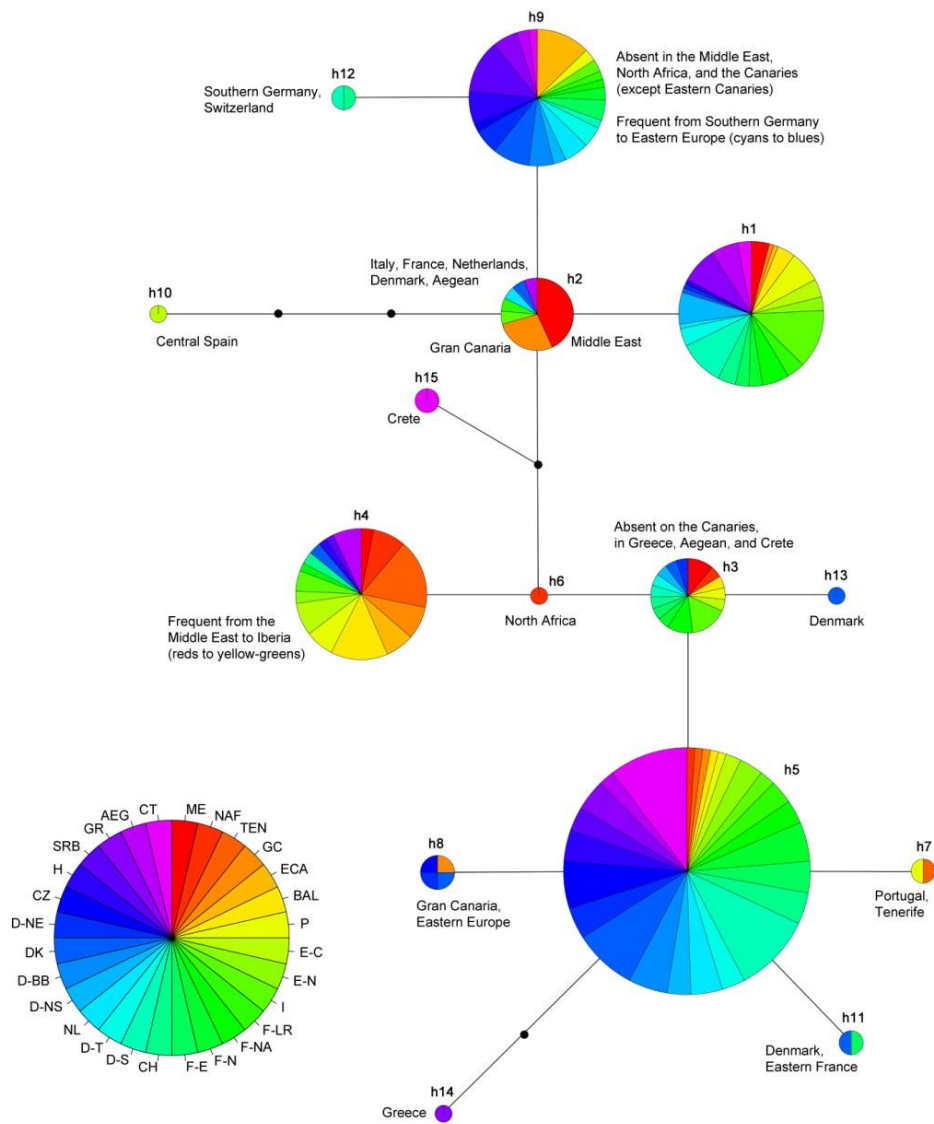 h9
h12
Southern Germany,
Switzerland
Absent in the Middle East,
North Africa, and the Canaries
(except Eastern Canaries)
Frequent from Southern Germany
to Eastern Europe (cyans to blues)
h1
Italy, France, Netherlands,
Denmark, Aegean
h2
h10
Central Spain
Gran Canaria
Middle East
h15
Crete
h4
Frequent from the
Middle East to Iberia
(reds to yellow-greens)
h6
North Africa
Absent on the Canaries,
in Greece, Aegean, and Crete
h3
h13
Denmark
h5
h8
Gran Canaria,
Eastern Europe
h7
Portugal,
Tenerife
h11
Denmark,
Eastern France
h14
Greece
CT
ME
NAF
TEN
GC
ECA
BAL
P
E-C
E-N
I
F-LR
F-NA
F-N
F-E
CH
D-S
D-T
NL
D-NS
D-BB
DK
D-NE
CZ
H
SRB
GR
AEG